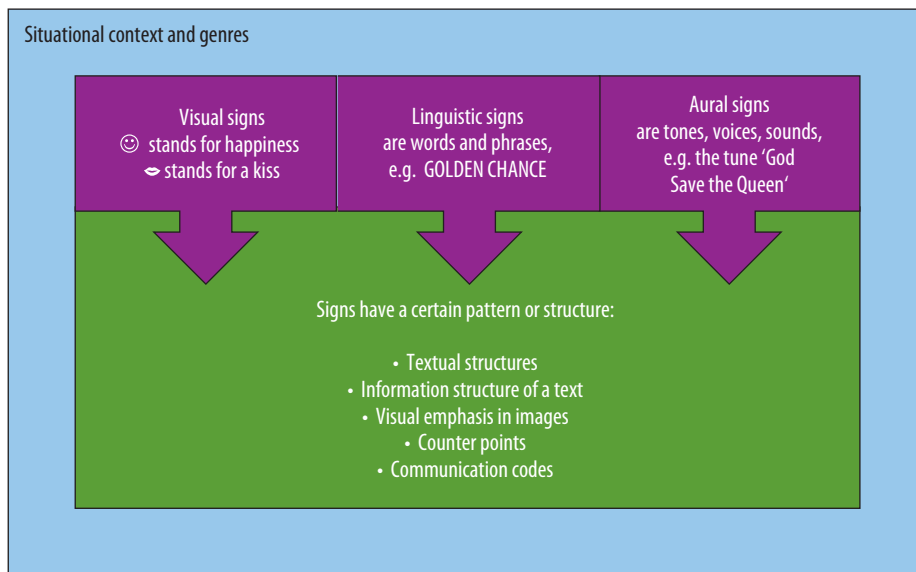 Situational context and genres
Visual signs
☺ stands for happiness
stands for a kiss
Linguistic signs
are words and phrases,
e.g. GOLDEN CHANCE
Aural signs
are tones, voices, sounds,
e.g. the tune ‘God
Save the Queen‘
Signs have a certain pattern or structure:
• Textual structures
• Information structure of a text
• Visual emphasis in images
• Counter points
• Communication codes